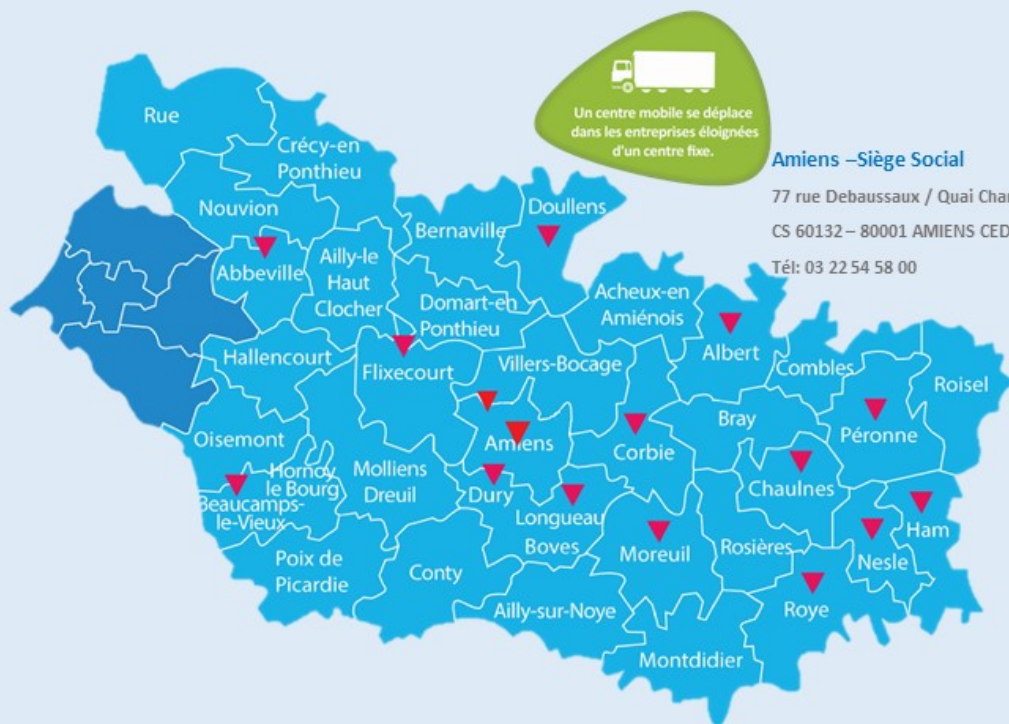 Un centre mobile se déplace
dans les entreprises éloignées
d'un centre fixe.
Amiens –Siège Social
77 rue Debaussaux / Quai Char
CS 60132 – 80001 AMIENS CED
Tél: 03 22 54 58 00
Rue
Crécy-en
Ponthieu
Nouvion
Abbeville
Ailly-le
Haut
Clocher
Bernaville
Doullens
Domart-en
Ponthieu
Acheux-en
Amiénois
Albert
Hallencourt
Flixecourt
Villers-Bocage
Combles
Roisel
Péronne
Bray
Corbie
Amiens
Oisemont
Hornoy
le Bourg
Beaucamps-
le-Vieux
Molliens
Dreuil
Dury
Longueau
Boves
Moreuil
Chaulnes
Ham
Nesle
Rosières
Roye
Poix de
Picardie
Conty
Ailly-sur-Noye
Montdidier